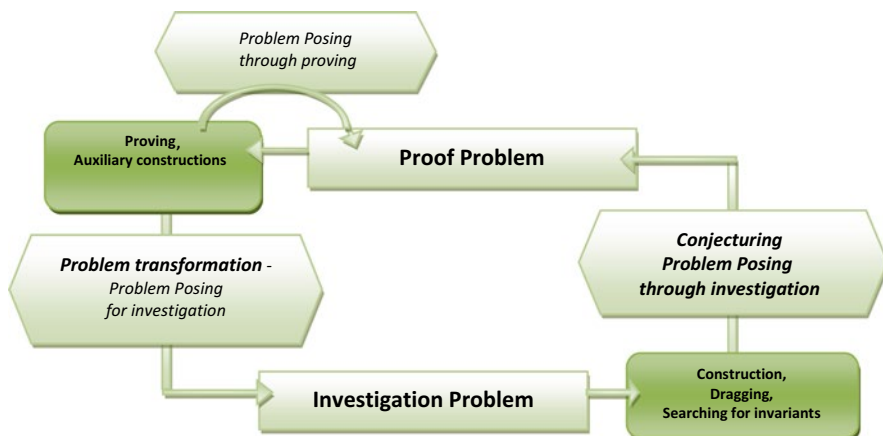 Problem Posing
through proving
Proving,
Auxiliary constructions
Proof Problem
Problem transformation -
Problem Posing
for investigation
Conjecturing
Problem Posing
through investigation
Investigation Problem
Construction,
Dragging,
Searching for invariants